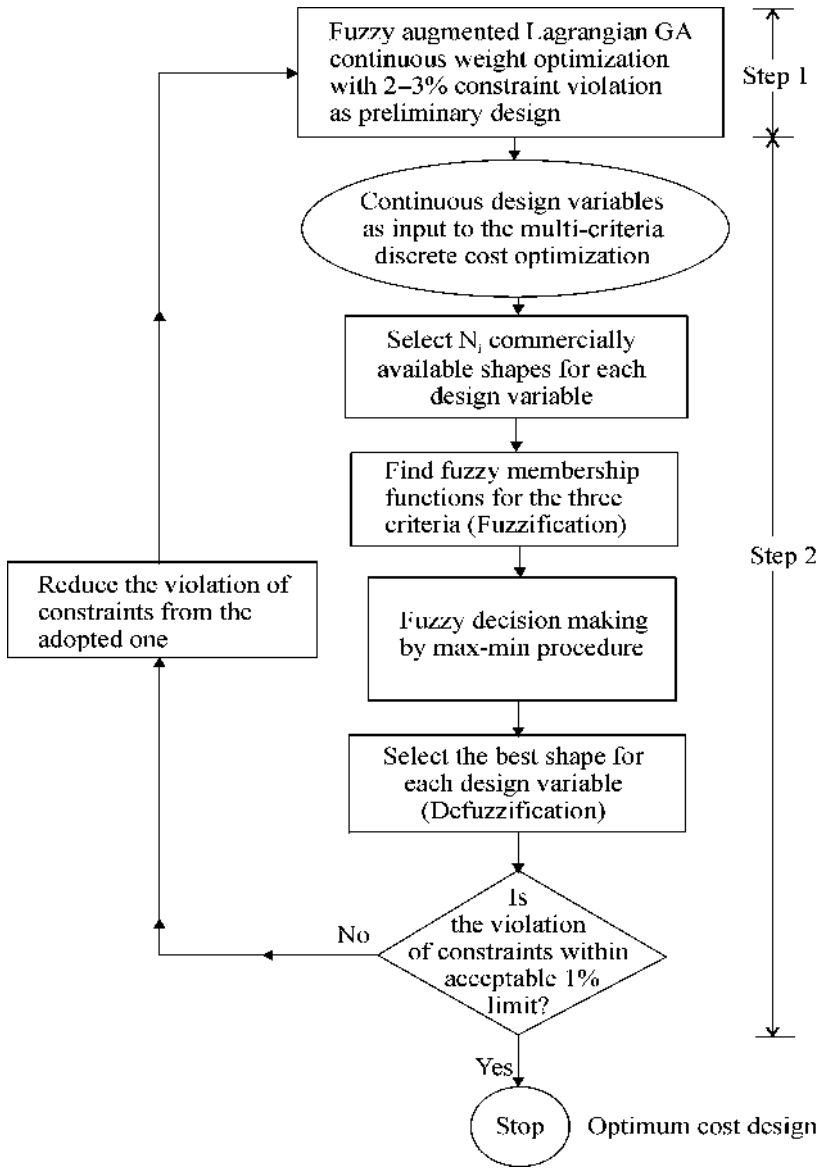 Fuzzy augmented Lagrangian GA
continuous weight optimization
with 2–3% constraint violation
as preliminary design
Step 1
Continuous design variables
as input to the multi-criteria
discrete cost optimization
Select Ni commercially
available shapes for each
design variable
Find fuzzy membership
functions for the three
criteria (Fuzzification)
Step 2
Reduce the violation of
constraints from the
adopted one
Fuzzy decision making
by max-min procedure
Select the best shape for
each design variable
(Defuzzification)
Is
the violation
of constraints within
acceptable 1%
limit?
No
Yes
Stop
Optimum cost design